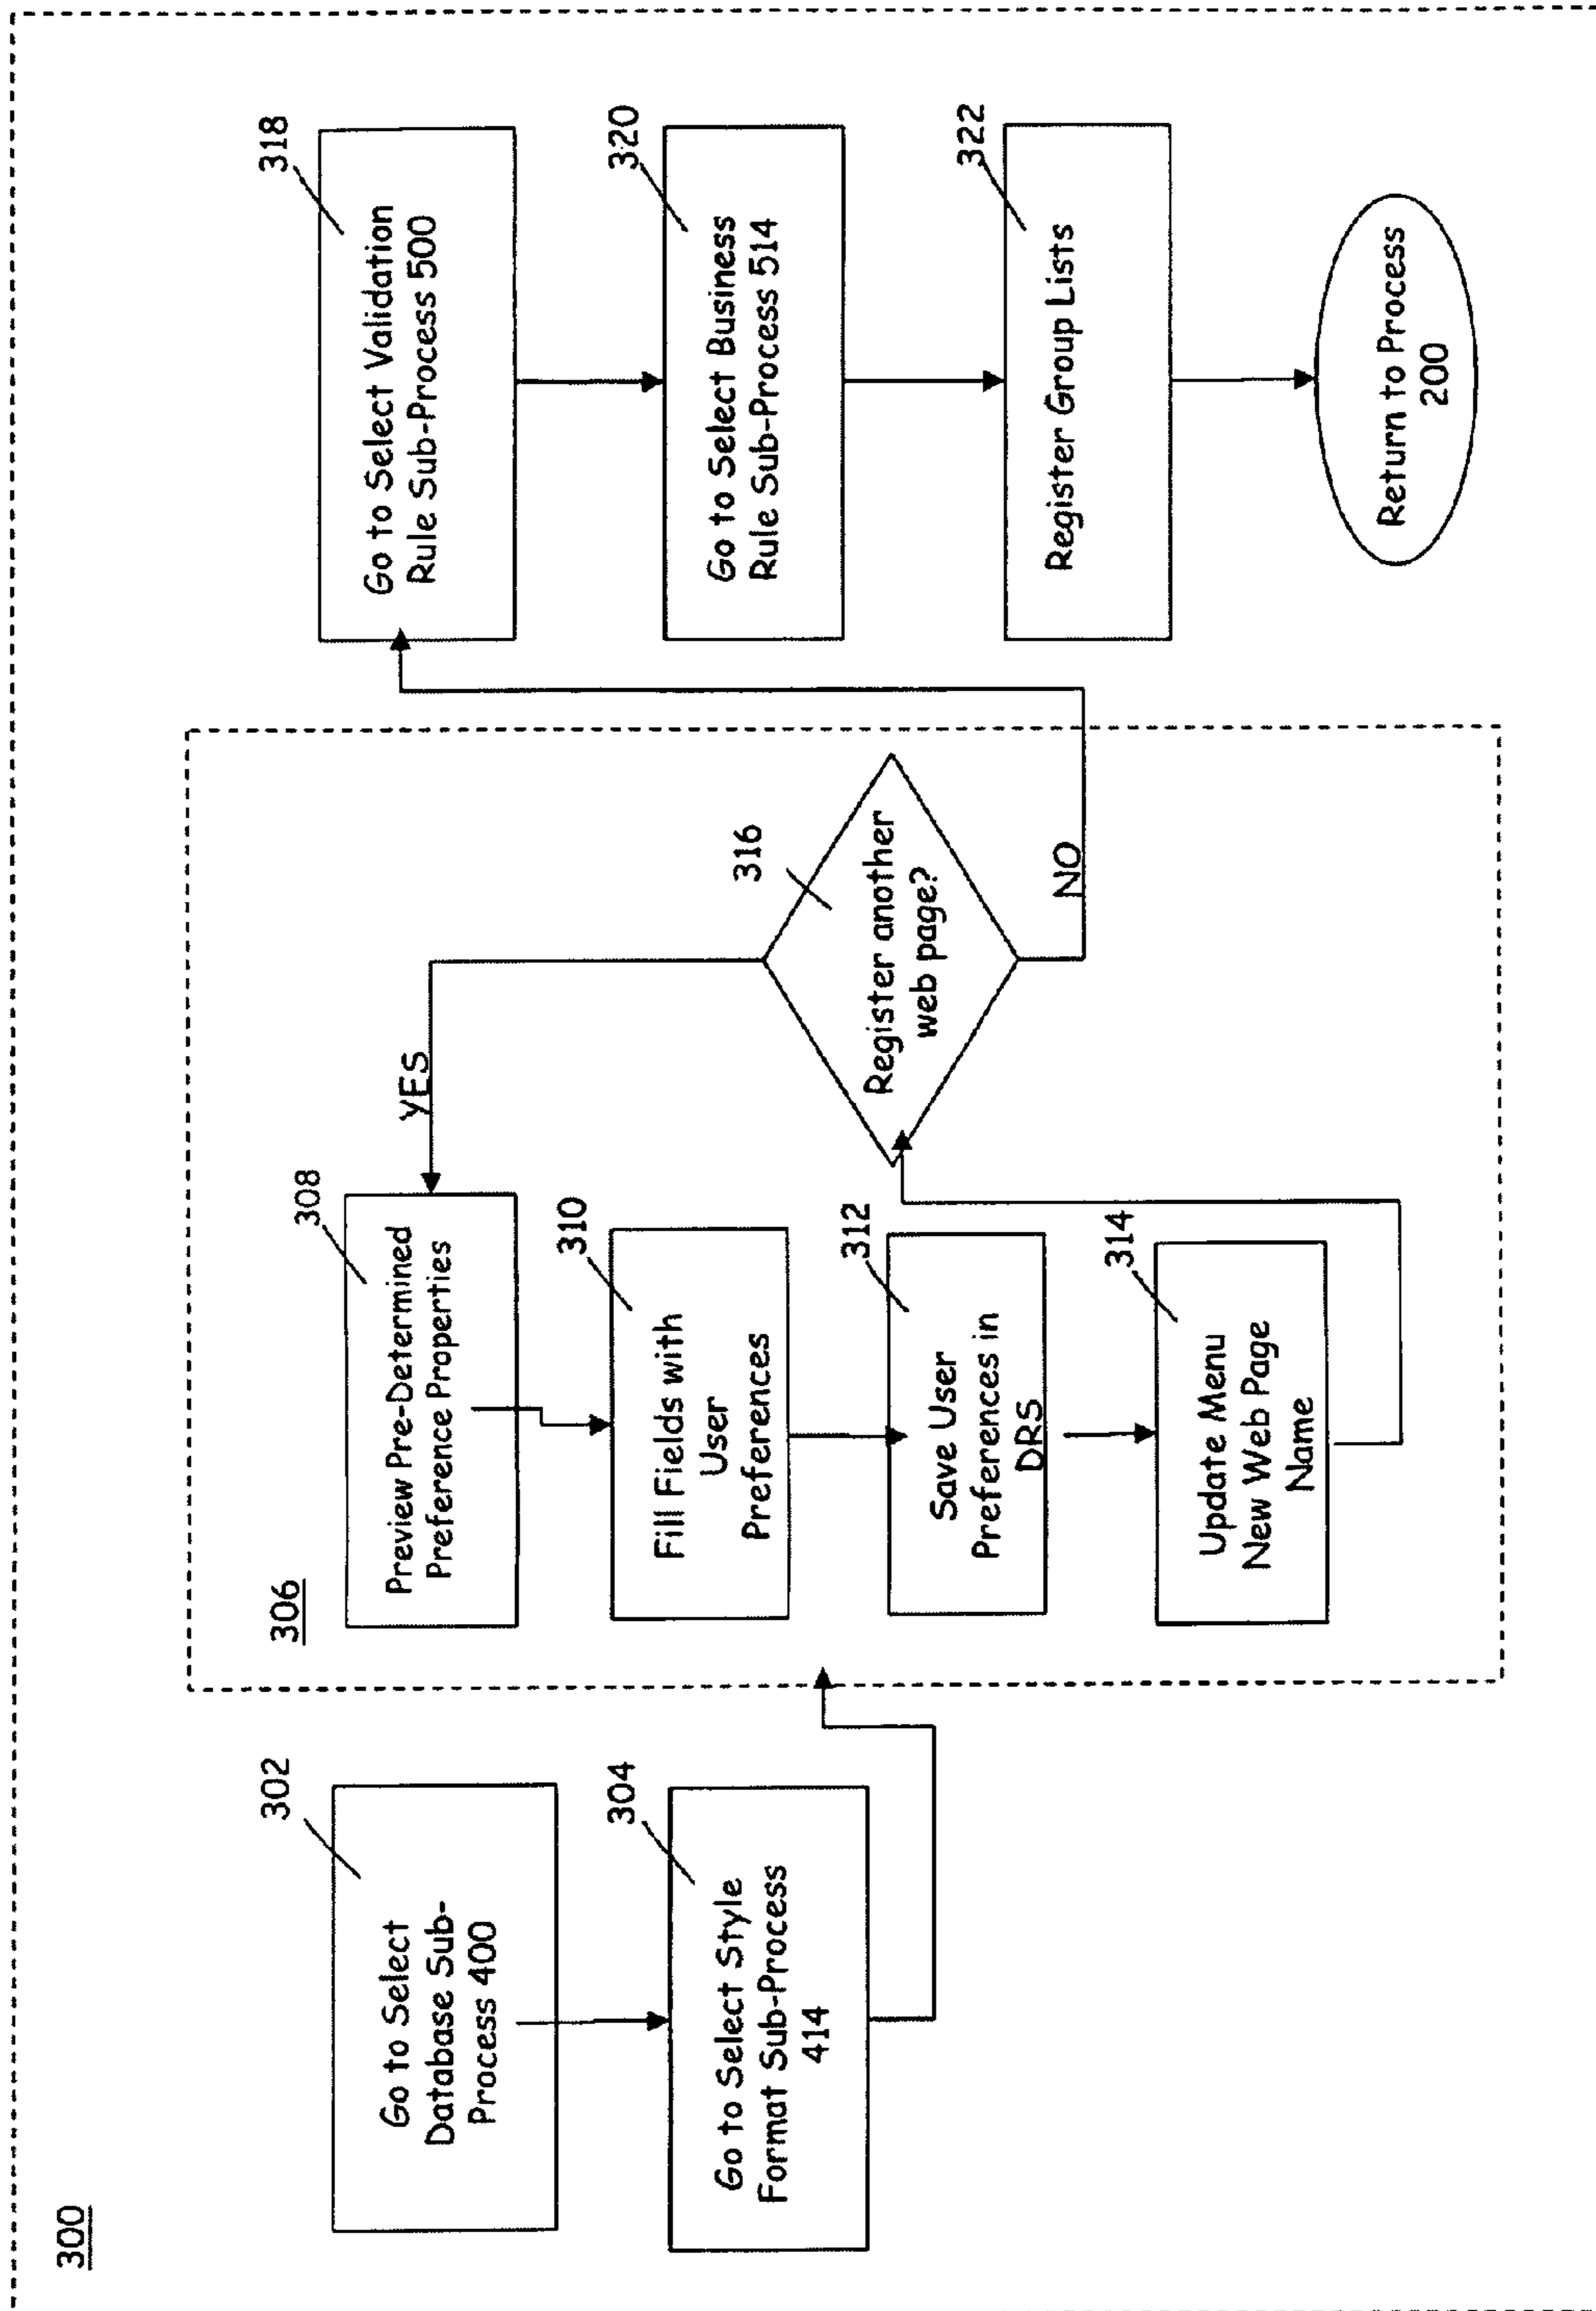 300
302
Go to Select
Database Sub-
Process 400
304
Go to Select Style
Format Sub-Process
414
306
308
Preview Pre-Determined
Preference Properties
310
Fill Fields with
User
Preferences
312
Save User
Preferences in
DRS
314
Update Menu
New Web Page
Name
YES
316
Register another
web page?
NO
318
Go to Select Validation
Rule Sub-Process 500
320
Go to Select Business
Rule Sub-Process 514
322
Register Group Lists
Return to Process
200